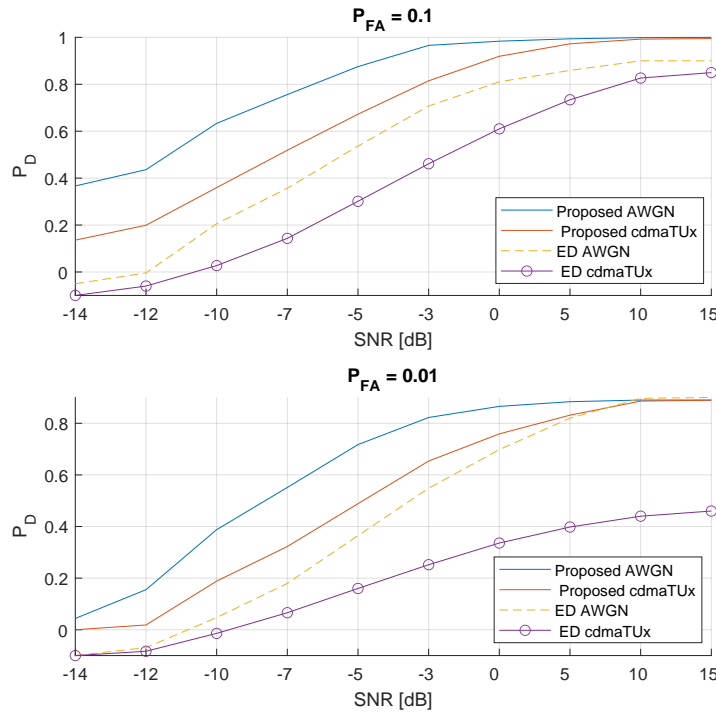 P_FA = 0.1
1
0.8
0.6
0.4
0.2
0
P_D
-14 -12 -10 -7 -5 -3 0 5 10 15
SNR [dB]
Proposed AWGN
Proposed cdmaTUx
ED AWGN
ED cdmaTUx
P_FA = 0.01
0.8
0.6
0.4
0.2
0
P_D
-14 -12 -10 -7 -5 -3 0 5 10 15
SNR [dB]
Proposed AWGN
Proposed cdmaTUx
ED AWGN
ED cdmaTUx